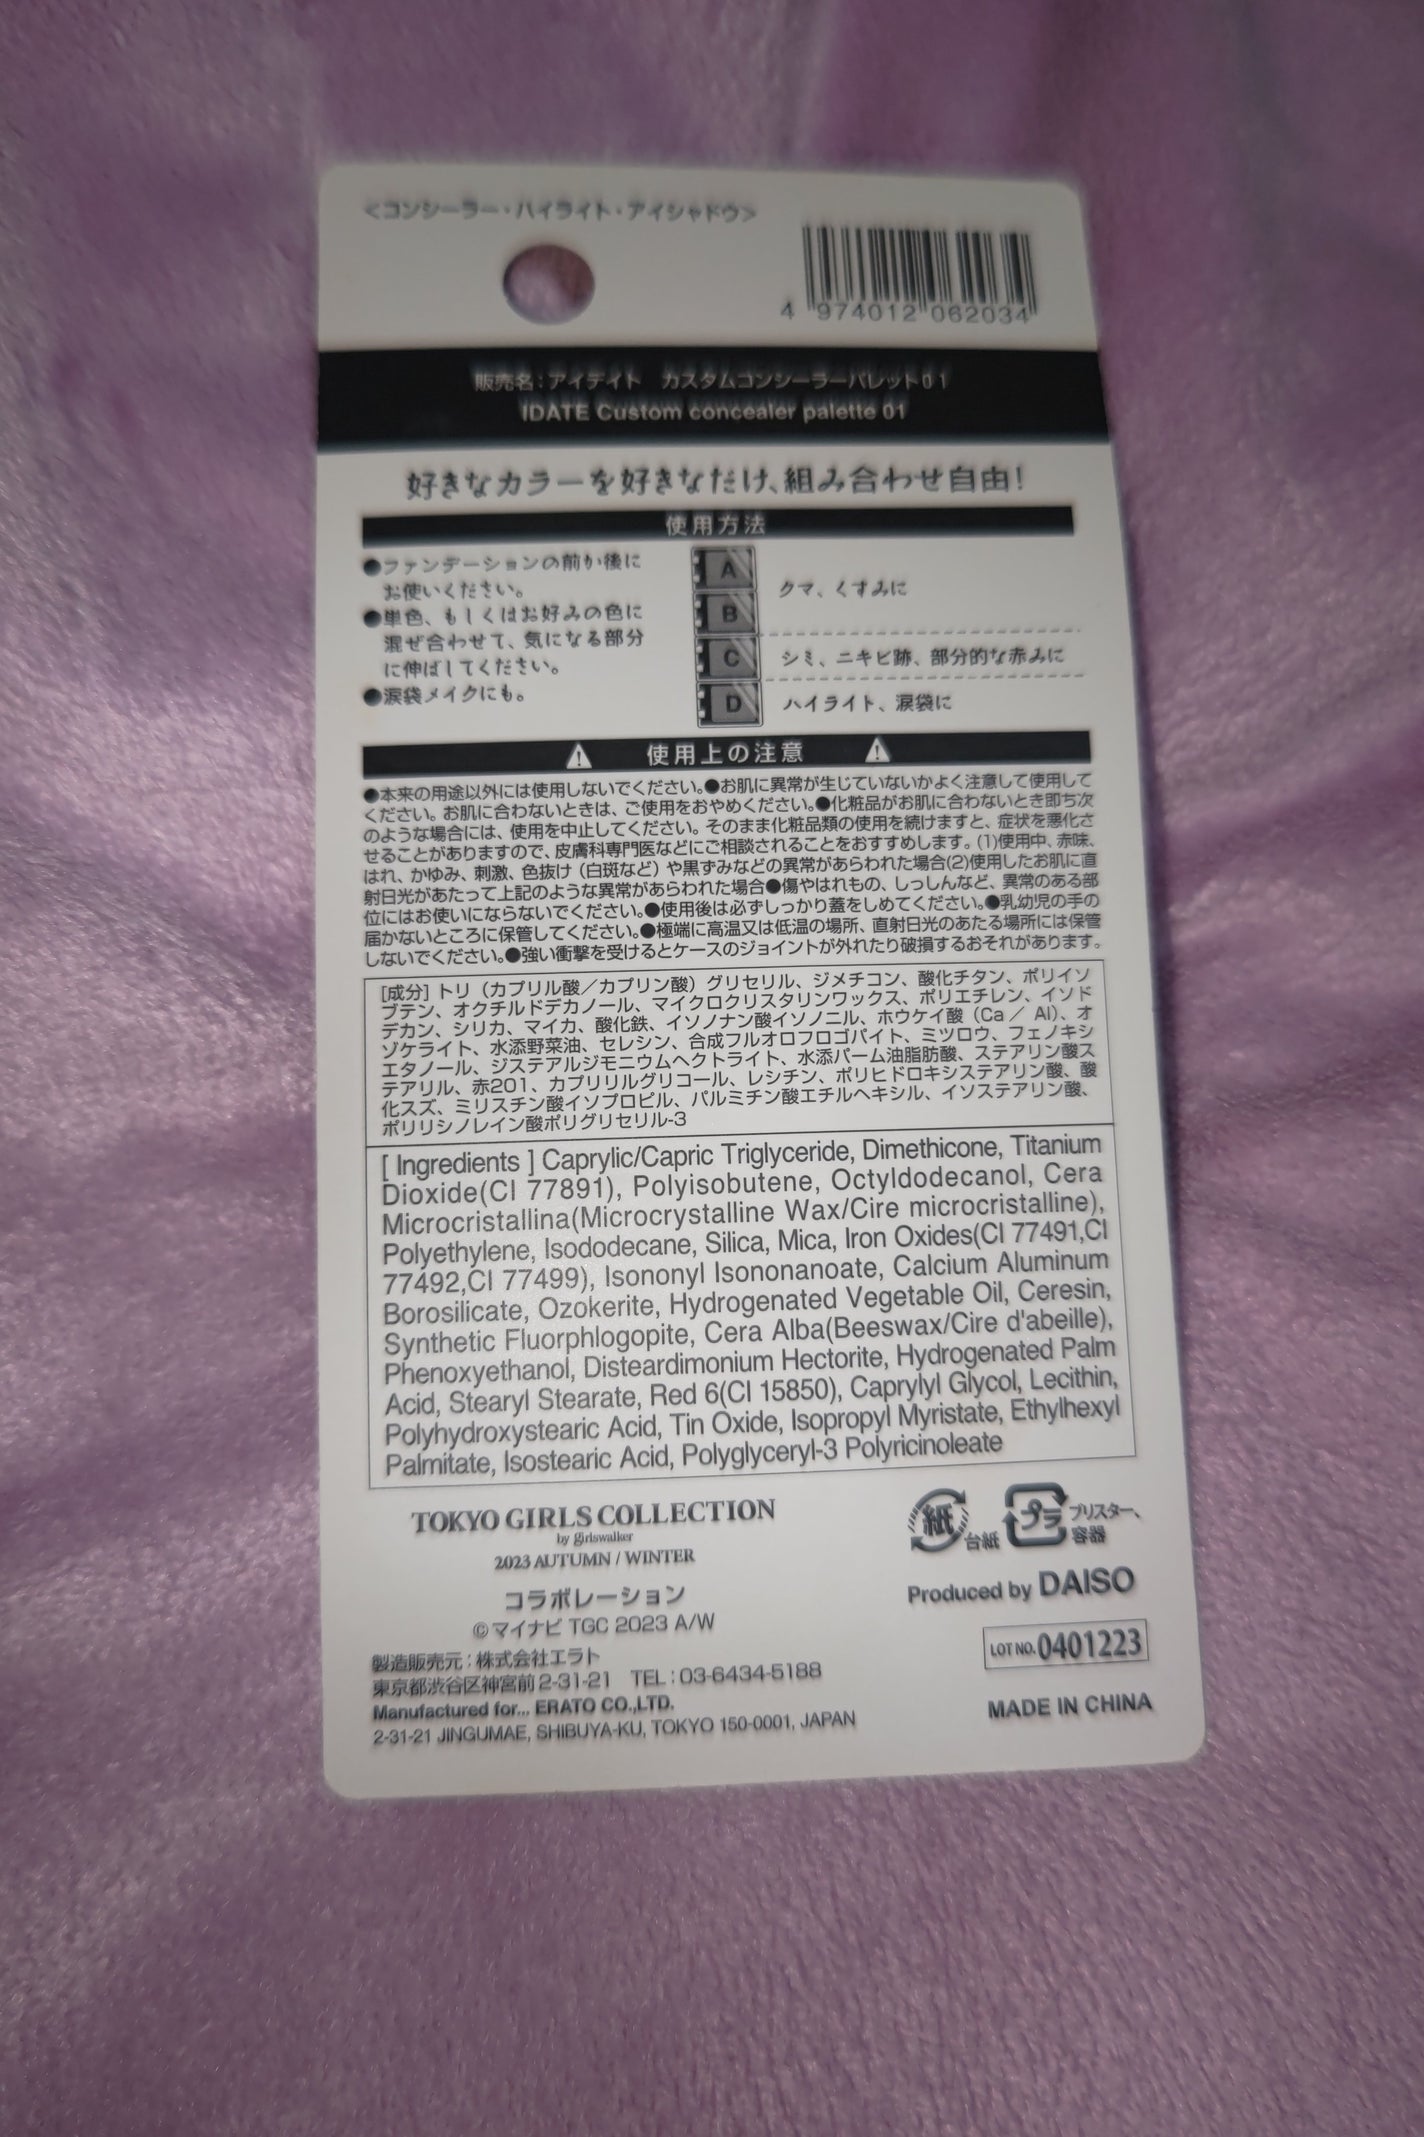 <コンシーラー・ハイライト・アイシャドウ>
4 974012 062034
販売名:アイデイト カスタムコンシーラーパレット01
IDATE Custom concealer palette 01
好きなカラーを好きなだけ、組み合わせ自由!
使用方法
●ファンデーションの前か後に
お使いください。
●単色、もしくはお好みの色に
混ぜ合わせて、気になる部分
に伸ばしてください。
●涙袋メイクにも。
A
B
クマ、くすみに
C
シミ、ニキビ跡、部分的な赤みに
D
ハイライト、涙袋に
使用上の注意
●本来の用途以外には使用しないでください。●お肌に異常が生じていないかよく注意して使用して
ください。お肌に合わないときは、ご使用をおやめください。●化粧品がお肌に合わないとき即ち次
のような場合には、使用を中止してください。そのまま化粧品類の使用を続けますと、症状を悪化さ
せることがありますので、皮膚科専門医などにご相談されることをおすすめします。(1)使用中、赤味、
はれ、かゆみ、刺激、色抜け(白斑など)や黒ずみなどの異常があらわれた場合(2)使用したお肌に直
射日光があたって上記のような異常があらわれた場合●傷やはれもの、しっしんなど、異常のある部
位にはお使いにならないでください。●使用後は必ずしっかり蓋をしめてください。●乳幼児の手の
届かないところに保管してください。●極端に高温又は低温の場所、直射日光のあたる場所には保管
しないでください。●強い衝撃を受けるとケースのジョイントが外れたり破損するおそれがあります。
[成分] トリ(カプリル酸/カプリン酸)グリセリル、ジメチコン、酸化チタン、ポリイソ
ブテン、オクチルドデカノール、マイクロクリスタリンワックス、ポリエチレン、イソド
デカン、シリカ、マイカ、酸化鉄、イソノナン酸イソノニル、ホウケイ酸(Ca/Al)、オ
ゾケライト、水添野菜油、セレシン、合成フルオロフロゴパイト、ミツロウ、フェノキシ
エタノール、ジステアルジモニウムヘクトライト、水添パーム油脂肪酸、ステアリン酸ス
テアリル、赤201、カプリリルグリコール、レシチン、ポリヒドロキシステアリン酸、酸
化スズ、ミリスチン酸イソプロピル、パルミチン酸エチルヘキシル、イソステアリン酸、
ポリリシノレイン酸ポリグリセリル-3
[ Ingredients ] Caprylic/Capric Triglyceride, Dimethicone, Titanium
Dioxide(CI 77891), Polyisobutene, Octyldodecanol, Cera
Microcristallina(Microcrystalline Wax/Cire microcristalline),
Polyethylene, Isododecane, Silica, Mica, Iron Oxides(CI 77491,CI
77492,CI 77499), Isononyl Isononanoate, Calcium Aluminum
Borosilicate, Ozokerite, Hydrogenated Vegetable Oil, Ceresin,
Synthetic Fluorphlogopite, Cera Alba(Beeswax/Cire d'abeille),
Phenoxyethanol, Disteardimonium Hectorite, Hydrogenated Palm
Acid, Stearyl Stearate, Red 6(CI 15850), Caprylyl Glycol, Lecithin,
Polyhydroxystearic Acid, Tin Oxide, Isopropyl Myristate, Ethylhexyl
Palmitate, Isostearic Acid, Polyglyceryl-3 Polyricinoleate
TOKYO GIRLS COLLECTION
by girlswalker
2023 AUTUMN / WINTER
コラボレーション
©マイナビ TGC 2023 A/W
紙 台紙
プラ ブリスター、
容器
Produced by DAISO
LOT NO. 0401223
製造販売元:株式会社エラト
東京都渋谷区神宮前2-31-21 TEL:03-6434-5188
Manufactured for... ERATO CO.,LTD.
2-31-21 JINGUMAE, SHIBUYA-KU, TOKYO 150-0001, JAPAN
MADE IN CHINA